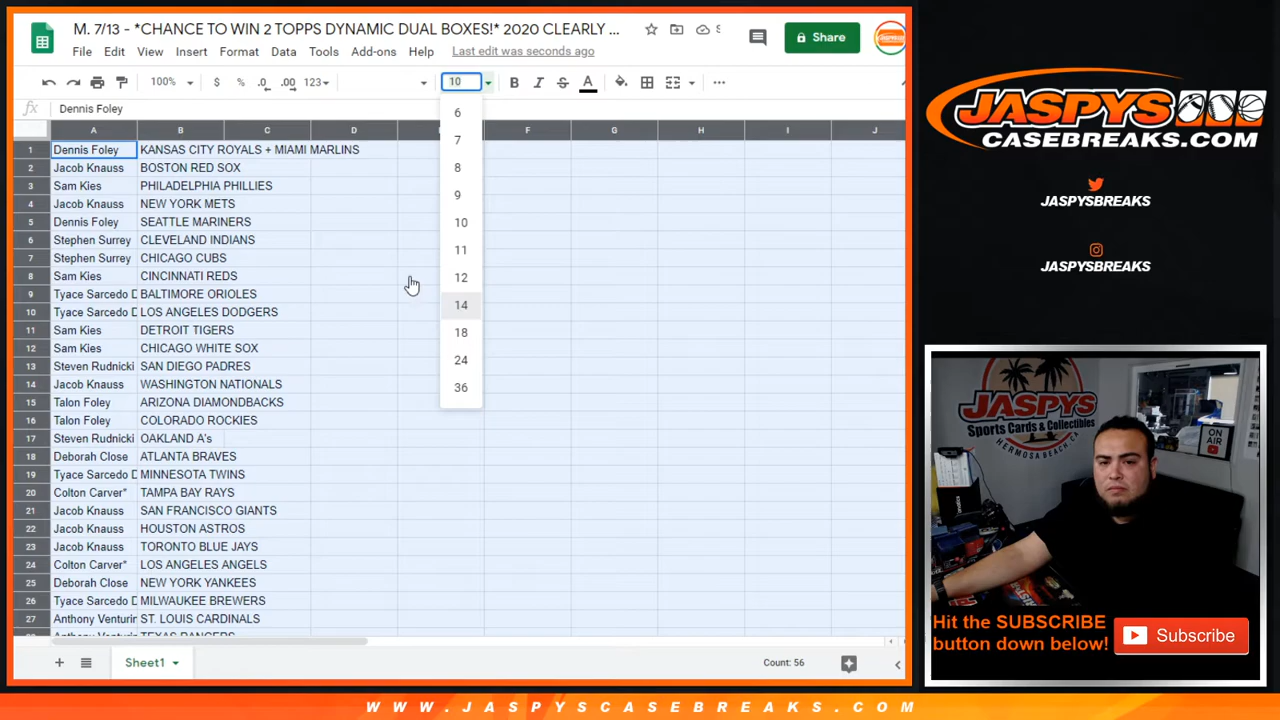 M. 7/13 - *CHANCE TO WIN 2 TOPPS DYNAMIC DUAL BOXES!* 2020 CLEARLY ...
File Edit View Insert Format Data Tools Add-ons Help Last edit was seconds ago
Share
100% $ % .0 .00 123 10 B I S A
fx Dennis Foley
A B C D F G H I J
1 Dennis Foley KANSAS CITY ROYALS + MIAMI MARLINS
2 Jacob Knauss BOSTON RED SOX
3 Sam Kies PHILADELPHIA PHILLIES
4 Jacob Knauss NEW YORK METS
5 Dennis Foley SEATTLE MARINERS
6 Stephen Surrey CLEVELAND INDIANS
7 Stephen Surrey CHICAGO CUBS
8 Sam Kies CINCINNATI REDS
9 Tyace Sarcedo D BALTIMORE ORIOLES
10 Tyace Sarcedo D LOS ANGELES DODGERS
11 Sam Kies DETROIT TIGERS
12 Sam Kies CHICAGO WHITE SOX
13 Steven Rudnicki SAN DIEGO PADRES
14 Jacob Knauss WASHINGTON NATIONALS
15 Talon Foley ARIZONA DIAMONDBACKS
16 Talon Foley COLORADO ROCKIES
17 Steven Rudnicki OAKLAND A's
18 Deborah Close ATLANTA BRAVES
19 Tyace Sarcedo D MINNESOTA TWINS
20 Colton Carver" TAMPA BAY RAYS
21 Jacob Knauss SAN FRANCISCO GIANTS
22 Jacob Knauss HOUSTON ASTROS
23 Jacob Knauss TORONTO BLUE JAYS
24 Colton Carver" LOS ANGELES ANGELS
25 Deborah Close NEW YORK YANKEES
26 Tyace Sarcedo D MILWAUKEE BREWERS
27 Anthony Venturin ST. LOUIS CARDINALS
Anthony Venturin TEXAS RANGERS
6
7
8
9
10
11
12
14
18
24
36
Sheet1
Count: 56
JASPYS
CASEBREAKS.COM
JASPYSBREAKS
JASPYSBREAKS
JASPYS
Sports Cards & Collectibles
HERMOSA BEACH, CA
ON
AIR
Hit the SUBSCRIBE
button down below!
Subscribe
WWW.JASPYSCASEBREAKS.COM